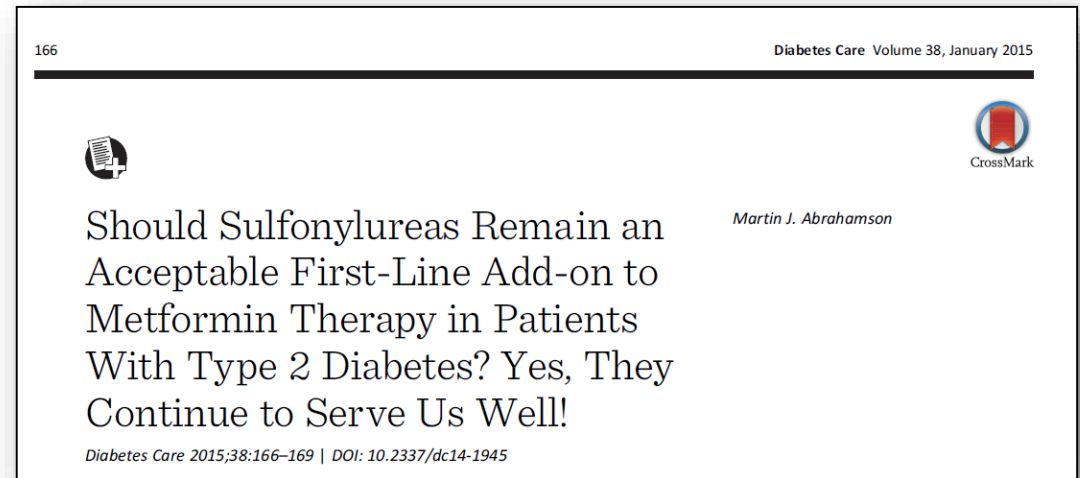 166
Diabetes Care Volume 38, January 2015
CrossMark
Should Sulfonylureas Remain an
Acceptable First-Line Add-on to
Metformin Therapy in Patients
With Type 2 Diabetes? Yes, They
Continue to Serve Us Well!
Diabetes Care 2015;38:166–169 | DOI: 10.2337/dc14-1945
Martin J. Abrahamson